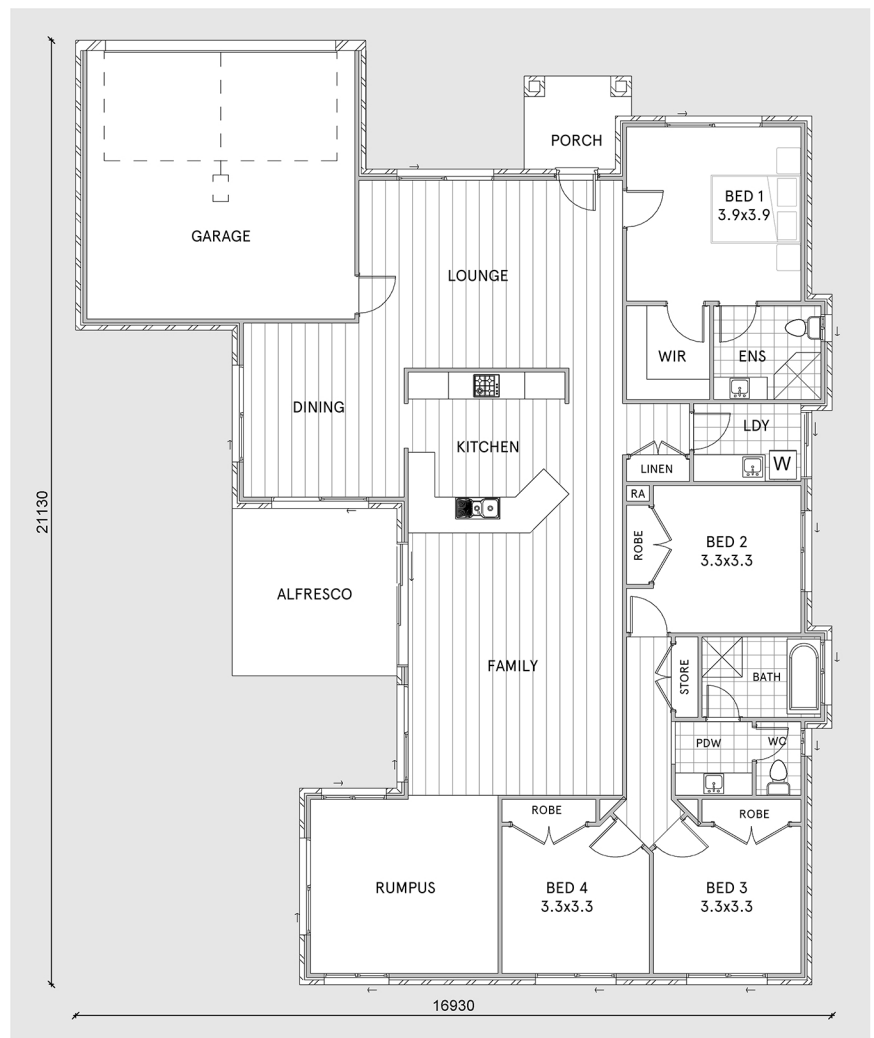 PORCH
BED 1
3.9x3.9
GARAGE
LOUNGE
WIR
ENS
DINING
LDY
KITCHEN
LINEN
W
RA
21130
ROBE
BED 2
3.3x3.3
ALFRESCO
FAMILY
STORE
BATH
PDW
WC
ROBE
ROBE
RUMPUS
BED 4
3.3x3.3
BED 3
3.3x3.3
16930